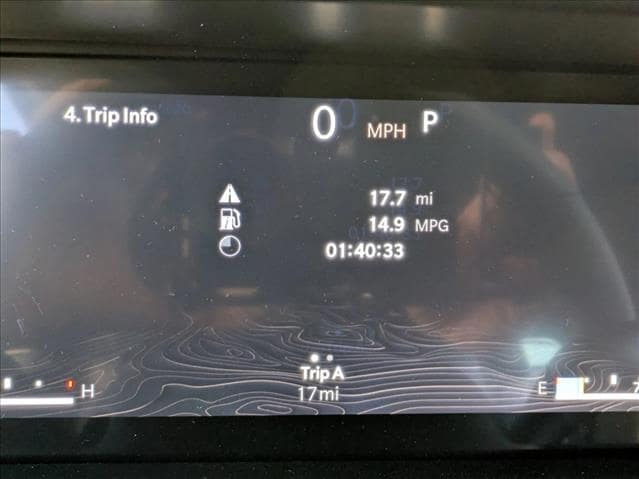 4. Trip Info
0 MPH P
17.7 mi
14.9 MPG
01:40:33
Trip A
17mi
H
E